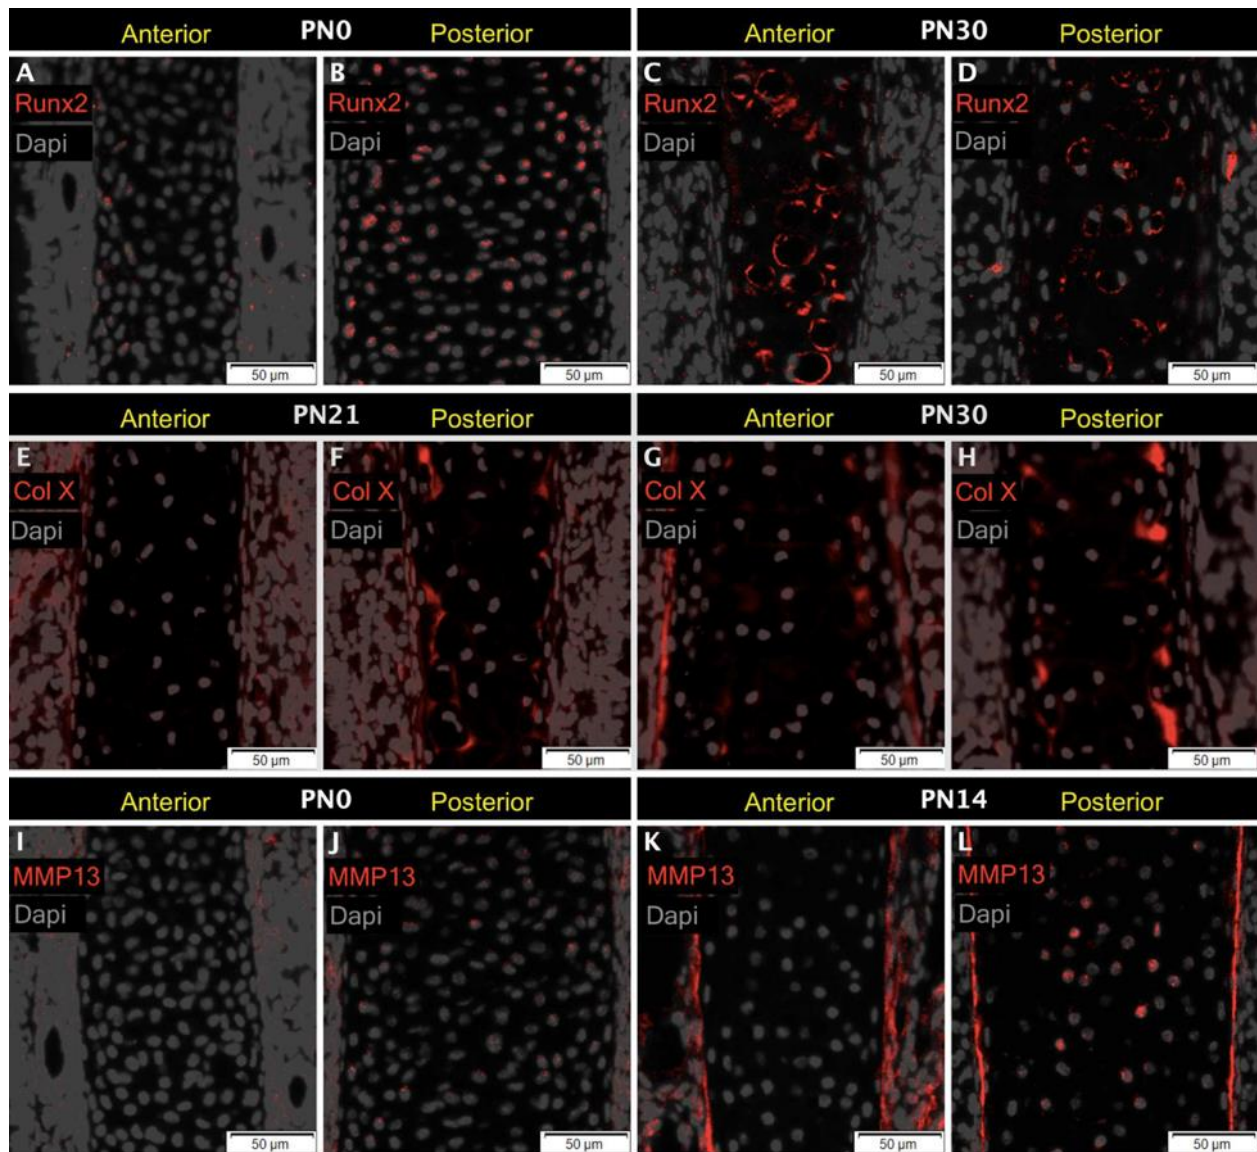 Anterior PN0 Posterior
Anterior PN30 Posterior
A
Runx2
Dapi
50 µm
B
Runx2
Dapi
50 µm
C
Runx2
Dapi
50 µm
D
Runx2
Dapi
50 µm
Anterior PN21 Posterior
Anterior PN30 Posterior
E
Col X
Dapi
50 µm
F
Col X
Dapi
50 µm
G
Col X
Dapi
50 µm
H
Col X
Dapi
50 µm
Anterior PN0 Posterior
Anterior PN14 Posterior
I
MMP13
Dapi
50 µm
J
MMP13
Dapi
50 µm
K
MMP13
Dapi
50 µm
L
MMP13
Dapi
50 µm